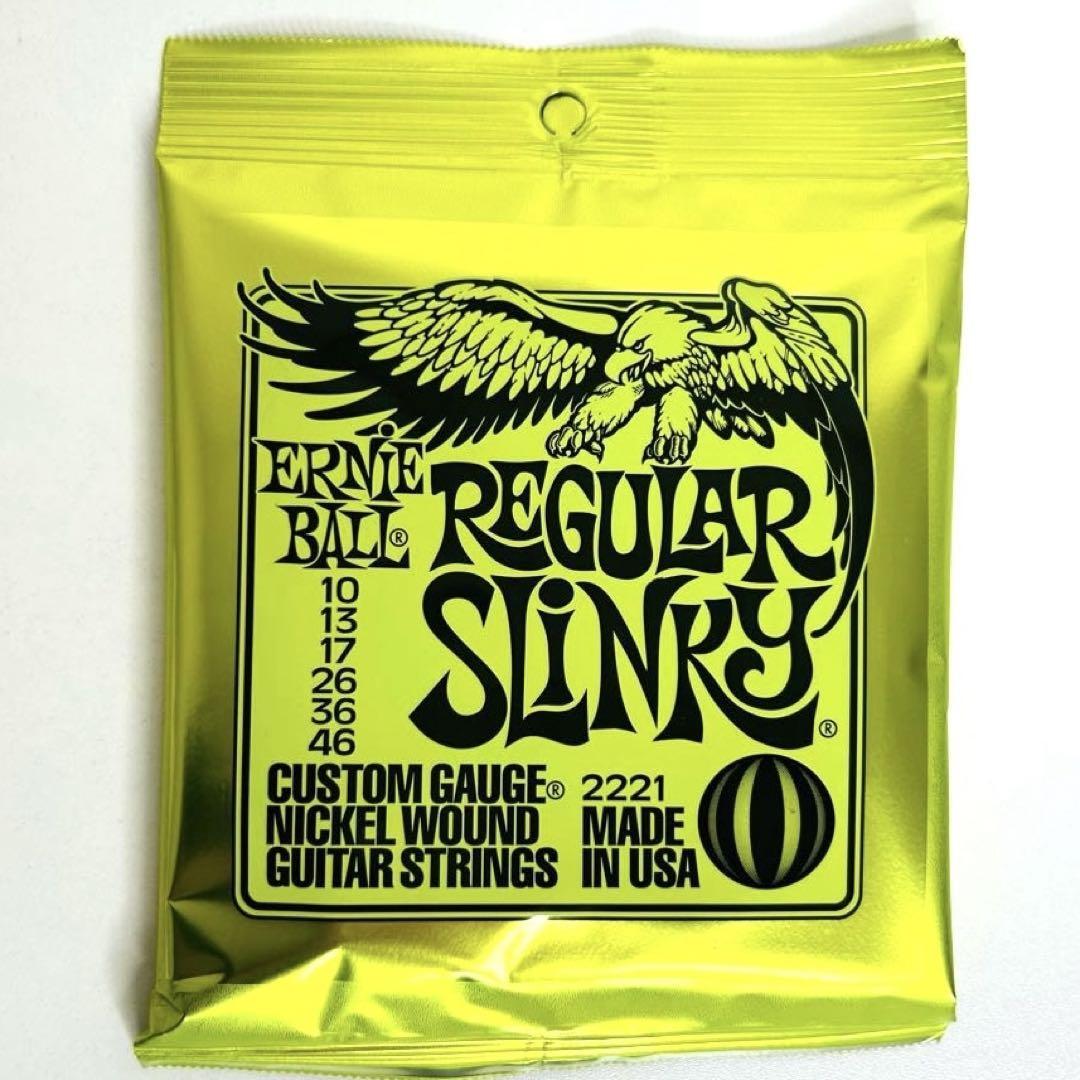 ERNiE
BALL®
REGULAR
SLiNKY®
10
13
17
26
36
46
CUSTOM GAUGE®
NICKEL WOUND
GUITAR STRINGS
2221
MADE
IN USA